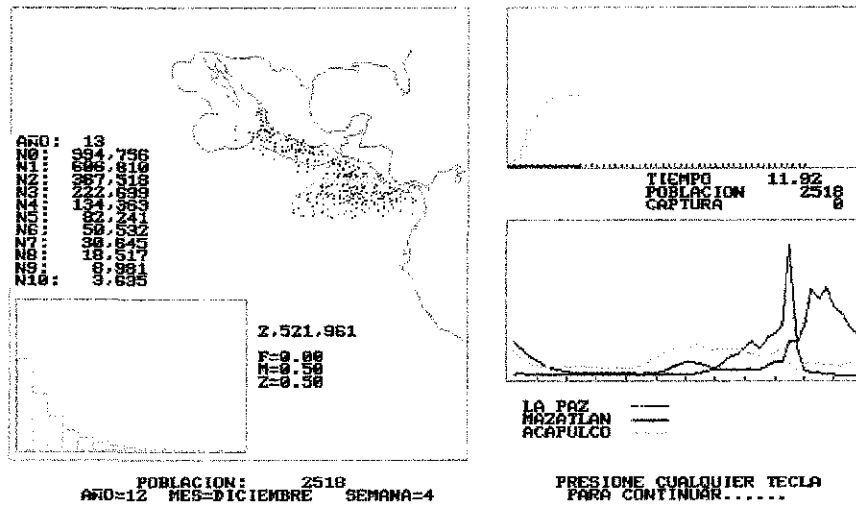 AÑO: 13
N0: 994,756
N1: 606,810
N2: 367,518
N3: 222,699
N4: 134,363
N5: 82,241
N6: 50,532
N7: 30,645
N8: 18,517
N9: 8,981
N10: 3,635
2,521,961
F=0.00
M=0.50
Z=0.50
POBLACION: 2518
AÑO=12 MES=DICIEMBRE SEMANA=4
TIEMPO 11.92
POBLACION 2518
CAPTURA 0
LA PAZ
MAZATLAN
ACAPULCO
PRESIONE CUALQUIER TECLA
PARA CONTINUAR......